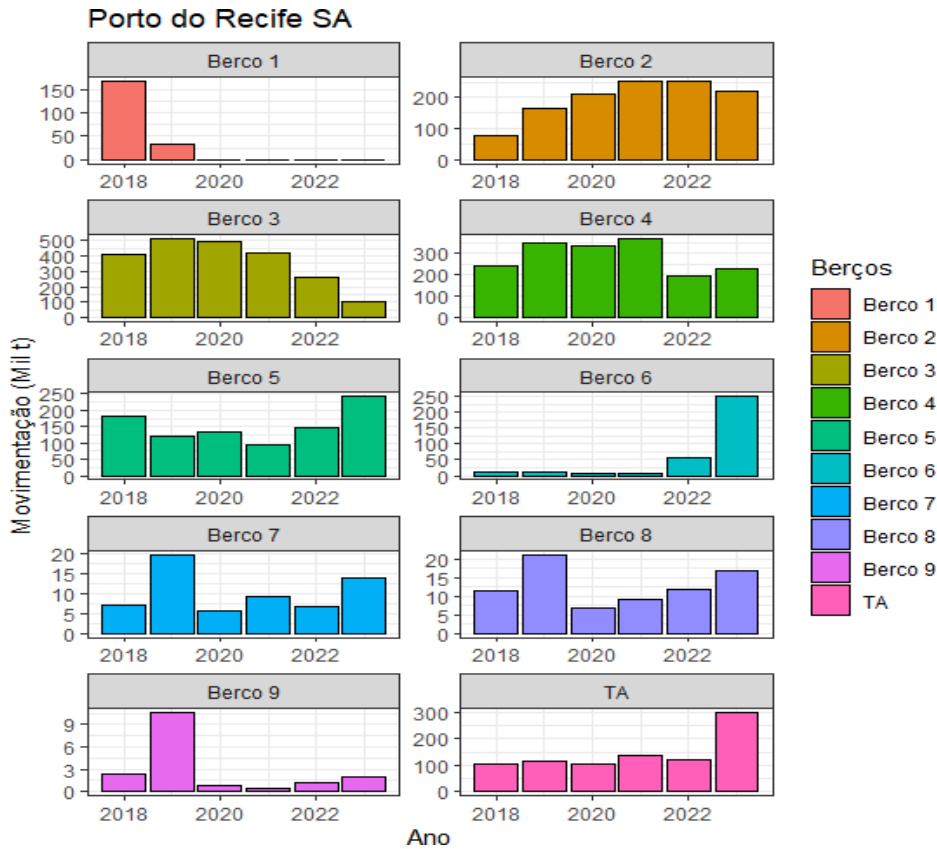 Porto do Recife SA
Berco 1
Berco 2
150
100
50
0
200
100
0
2018 2020 2022
2018 2020 2022
Berco 3
Berco 4
500
400
300
200
100
0
300
200
100
0
2018 2020 2022
2018 2020 2022
Berco 5
Berco 6
250
200
150
100
50
0
250
200
150
100
50
0
2018 2020 2022
2018 2020 2022
Berco 7
Berco 8
20
15
10
5
0
20
15
10
5
0
2018 2020 2022
2018 2020 2022
Berco 9
TA
9
6
3
0
300
200
100
0
2018 2020 2022
2018 2020 2022
Movimentação (Mil t)
Ano
Berços
Berco 1
Berco 2
Berco 3
Berco 4
Berco 5
Berco 6
Berco 7
Berco 8
Berco 9
TA